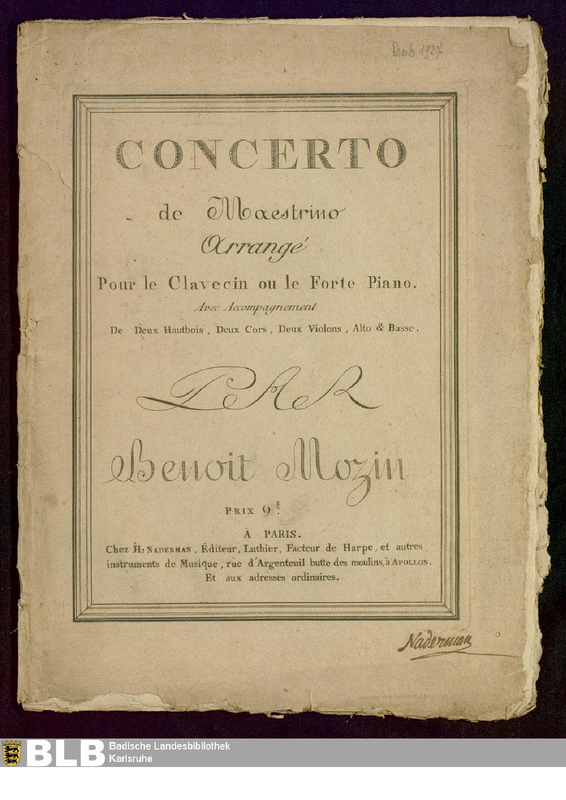 CONCERTO
de Maestrino
Arrangé
Pour le Clavecin ou le Forte Piano.
Avec Accompagnement
De Deux Hautbois, Deux Cors, Deux Violons, Alto & Basse.
PAR
Benoit Mozin
PRIX 9.tt
À PARIS.
Chez H: NADERMAN, Éditeur, Luthier, Facteur de Harpe, et autres
instruments de Musique, rue d'Argenteuil butte des moulins, à APOLLON.
Et aux adresses ordinaires.
Naderman
BLB
Badische Landesbibliothek
Karlsruhe